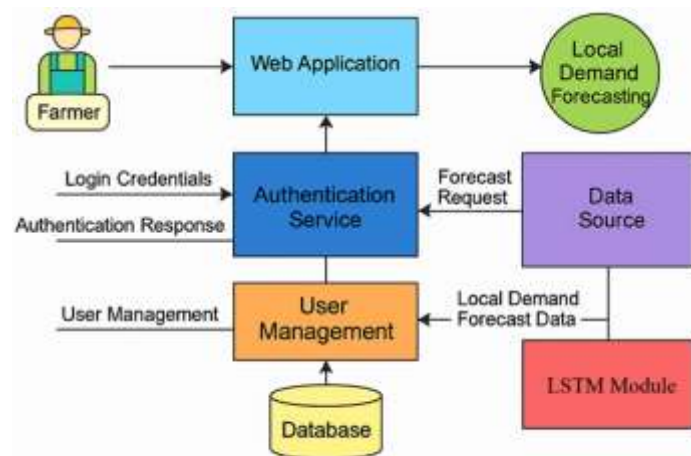 Farmer
Web Application
Local
Demand
Forecasting
Login Credentials
Authentication Response
Authentication
Service
Forecast
Request
Data
Source
User Management
User
Management
Local Demand
Forecast Data
LSTM Module
Database